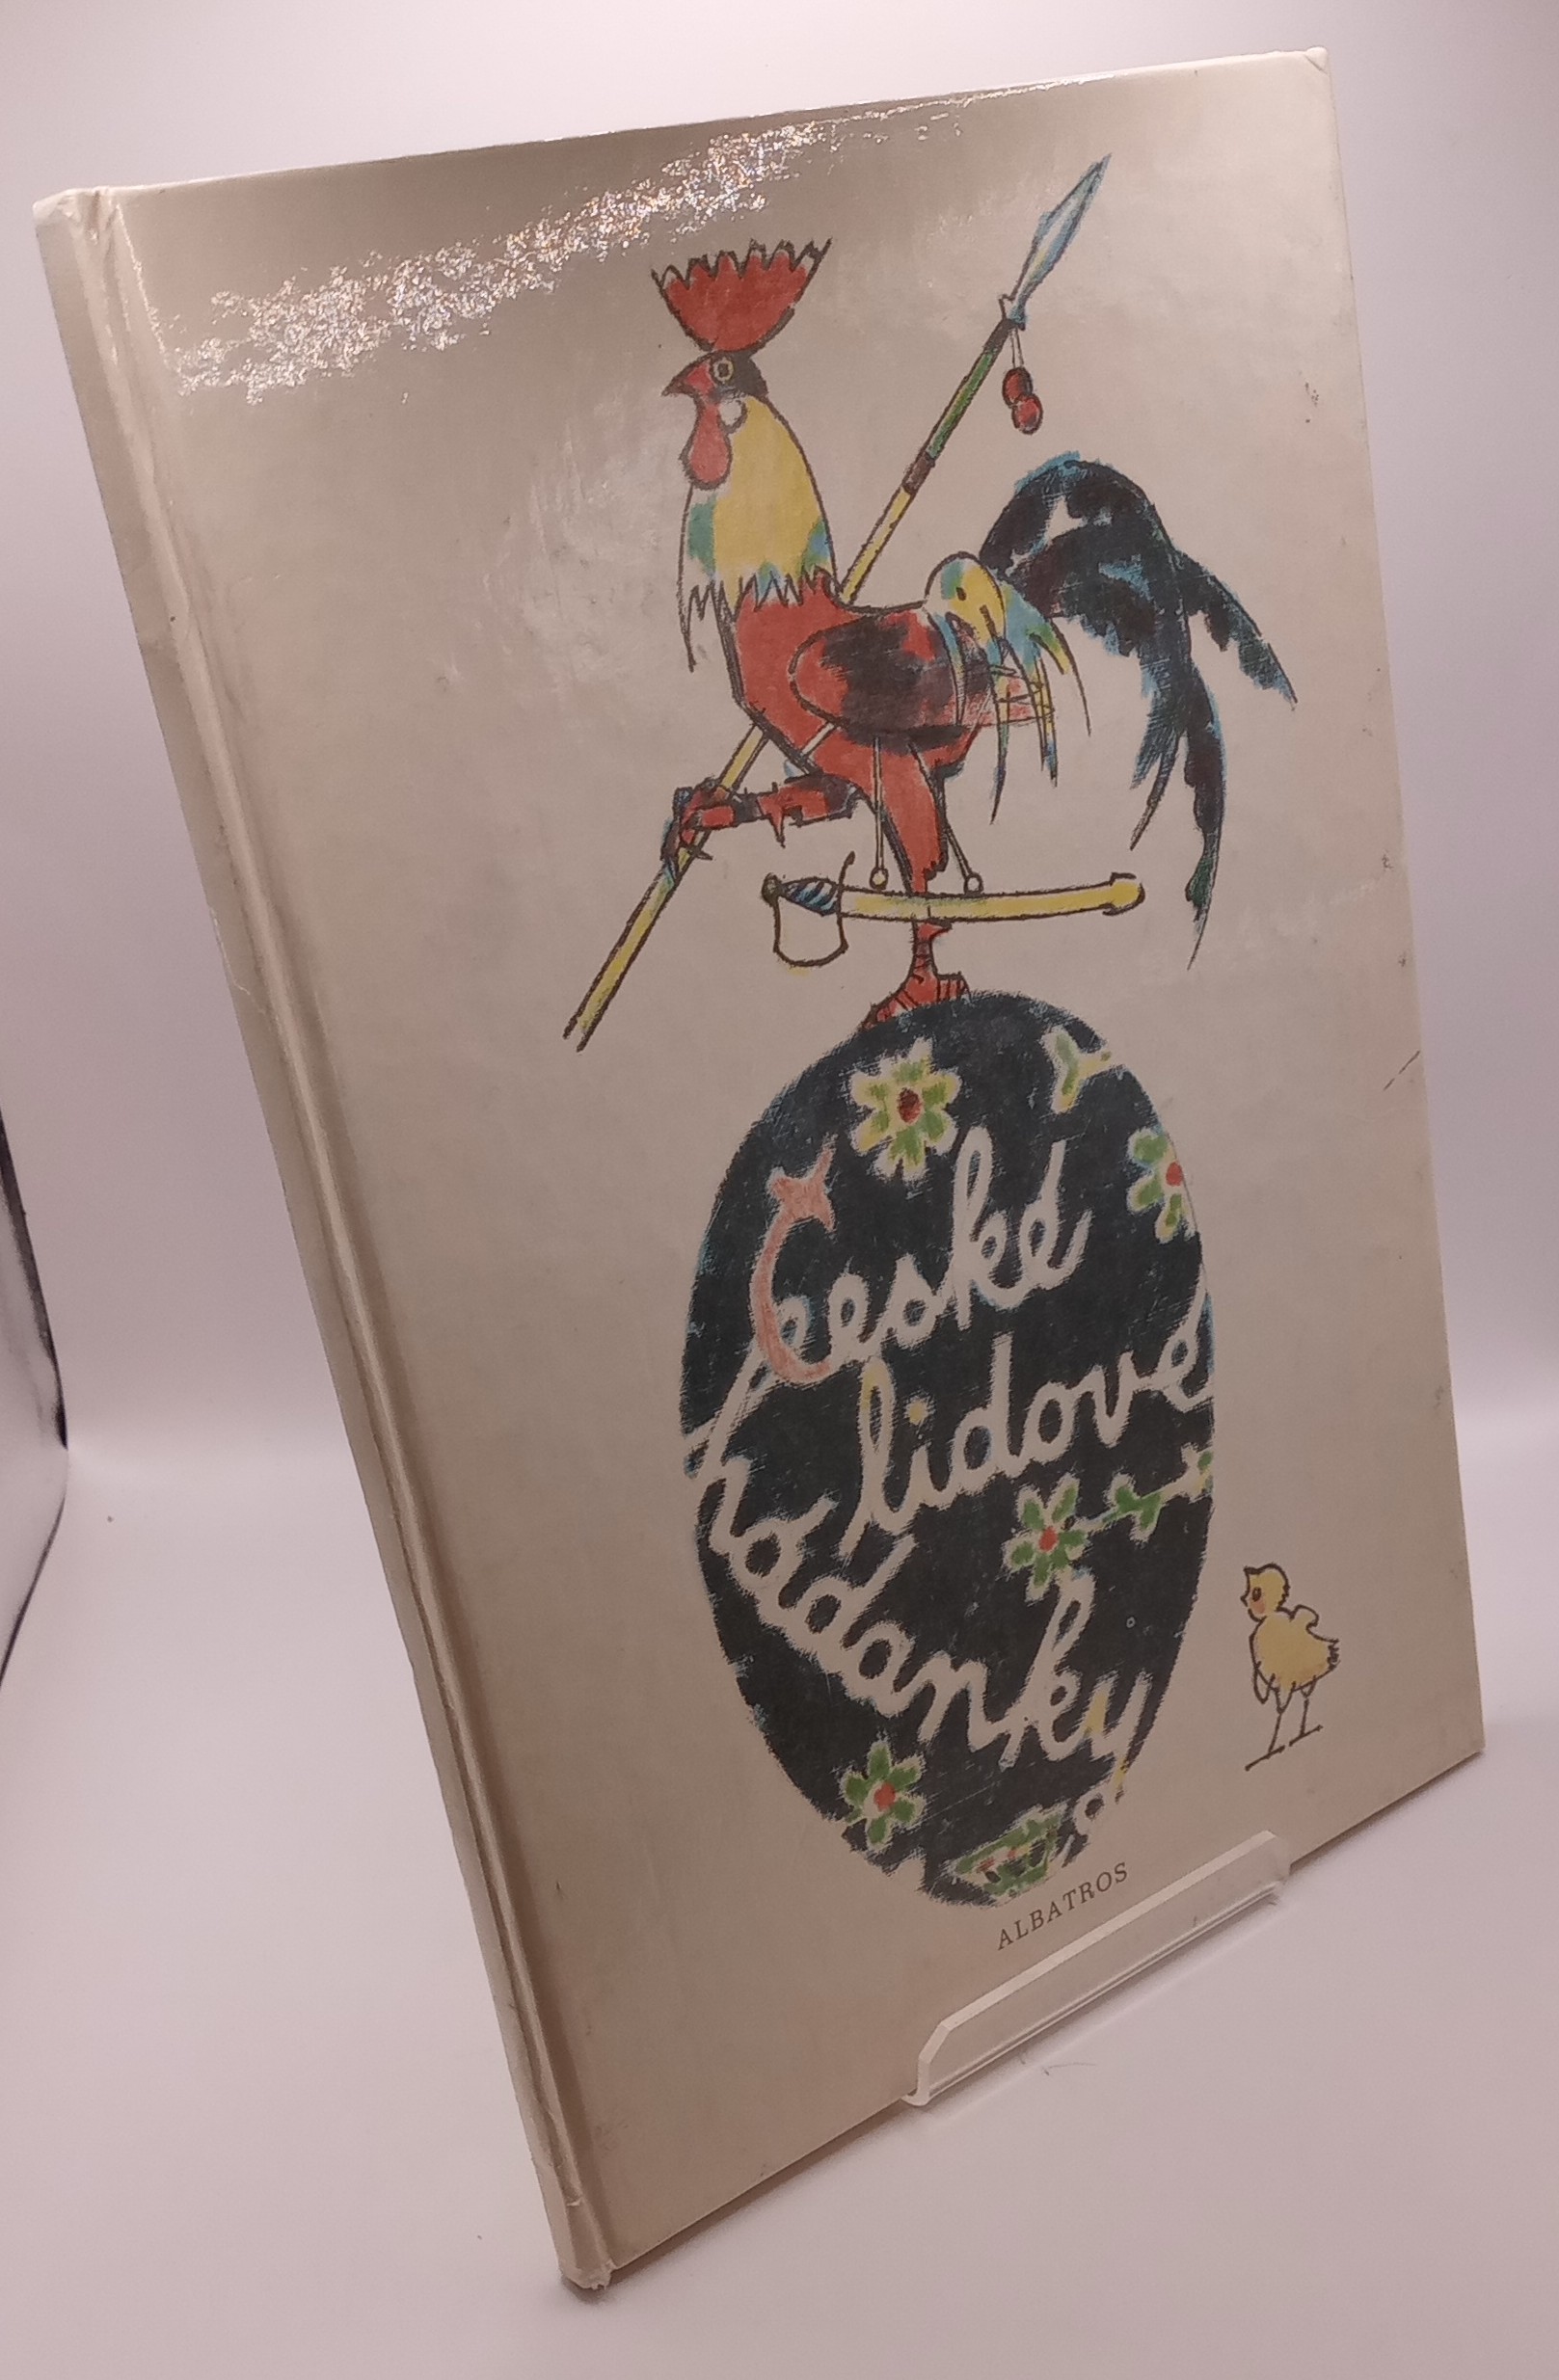 České
lidové
hádanky
ALBATROS